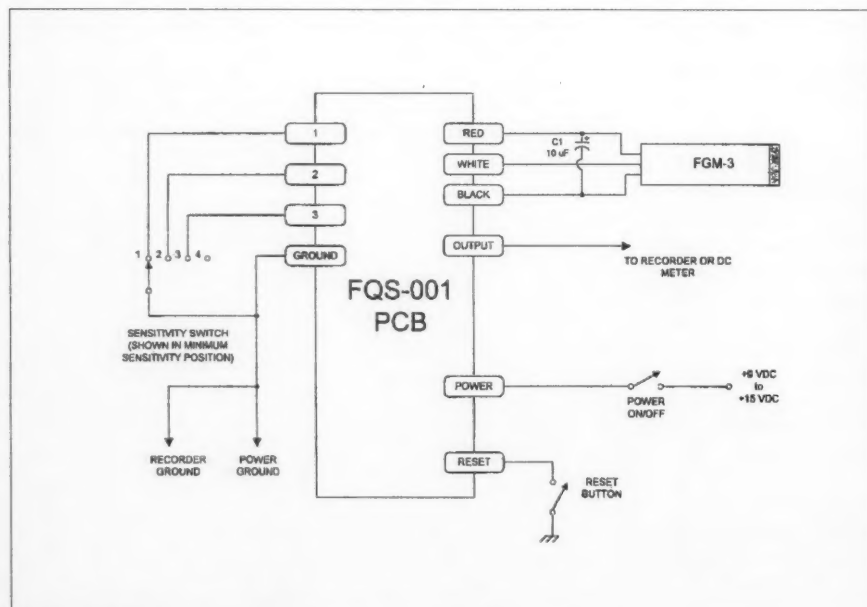 1
2
3
GROUND
RED
WHITE
BLACK
OUTPUT
POWER
RESET
FQS-001
PCB
C1
10 uF
FGM-3
TO RECORDER OR DC
METER
1 2 3 4
SENSITIVITY SWITCH
(SHOWN IN MINIMUM
SENSITIVITY POSITION)
RECORDER
GROUND
POWER
GROUND
POWER
ON/OFF
+9 VDC
to
+15 VDC
RESET
BUTTON